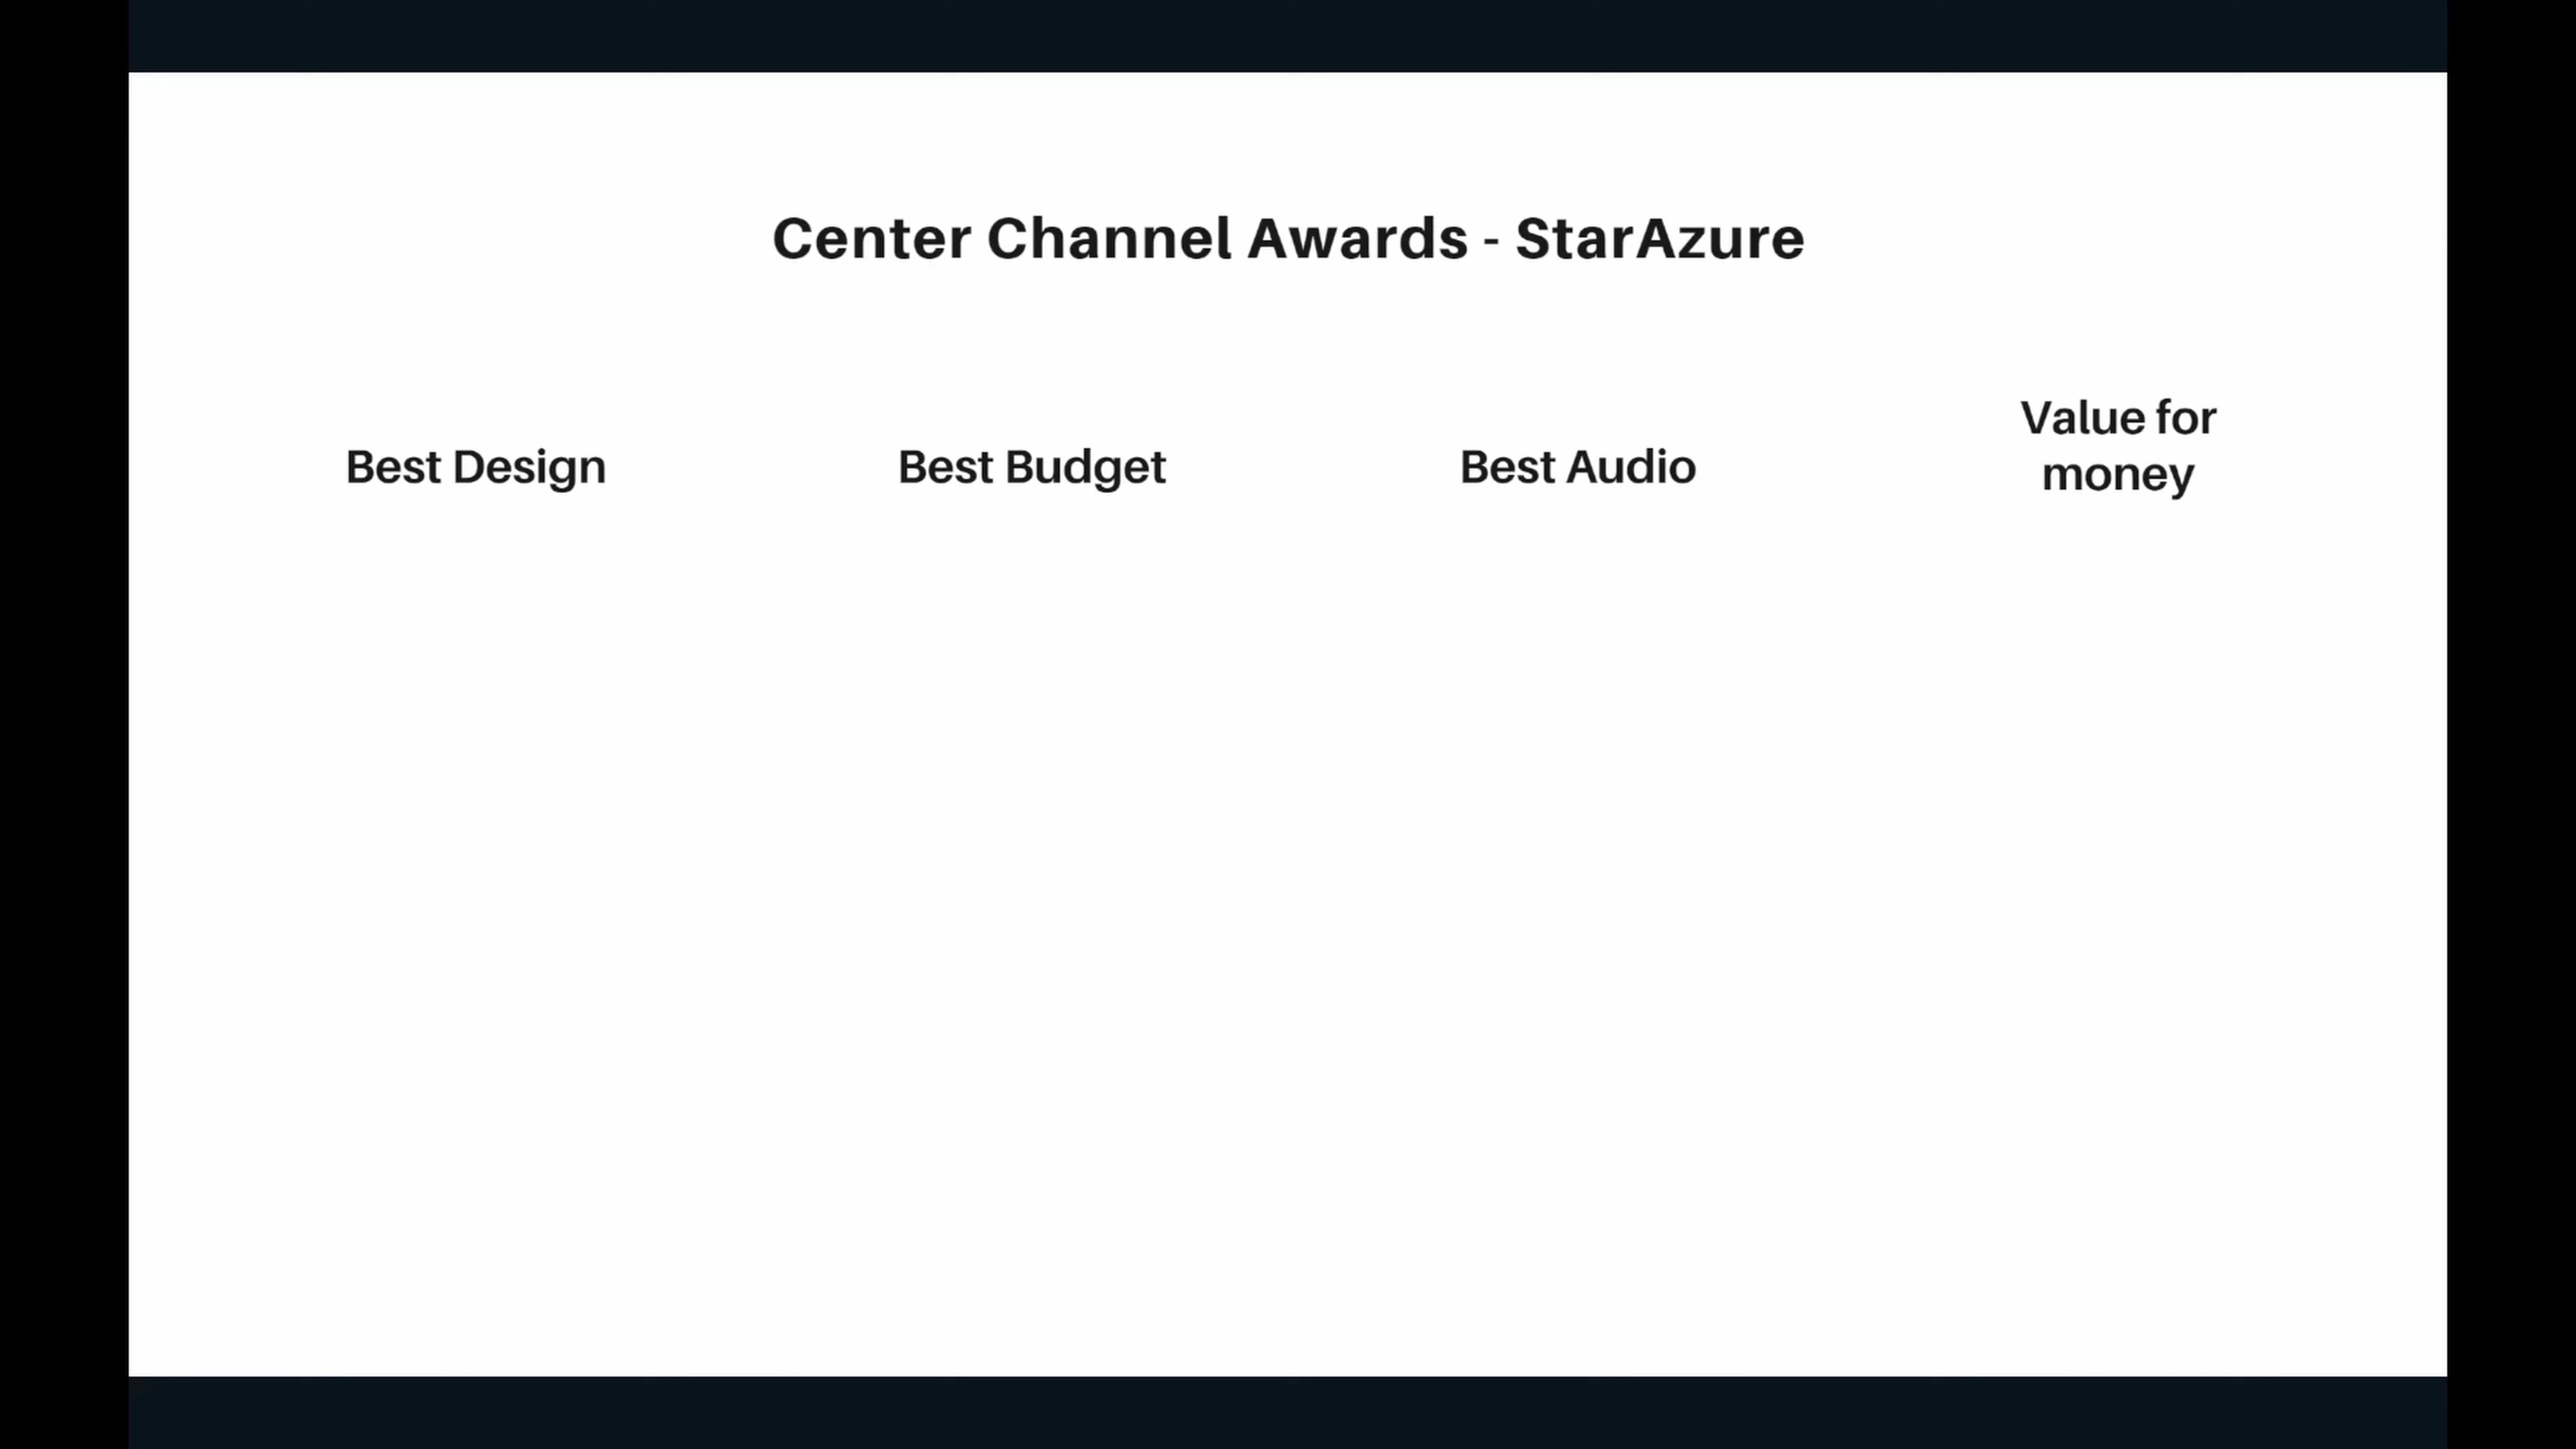 Center Channel Awards - StarAzure
Best Design
Best Budget
Best Audio
Value for
money